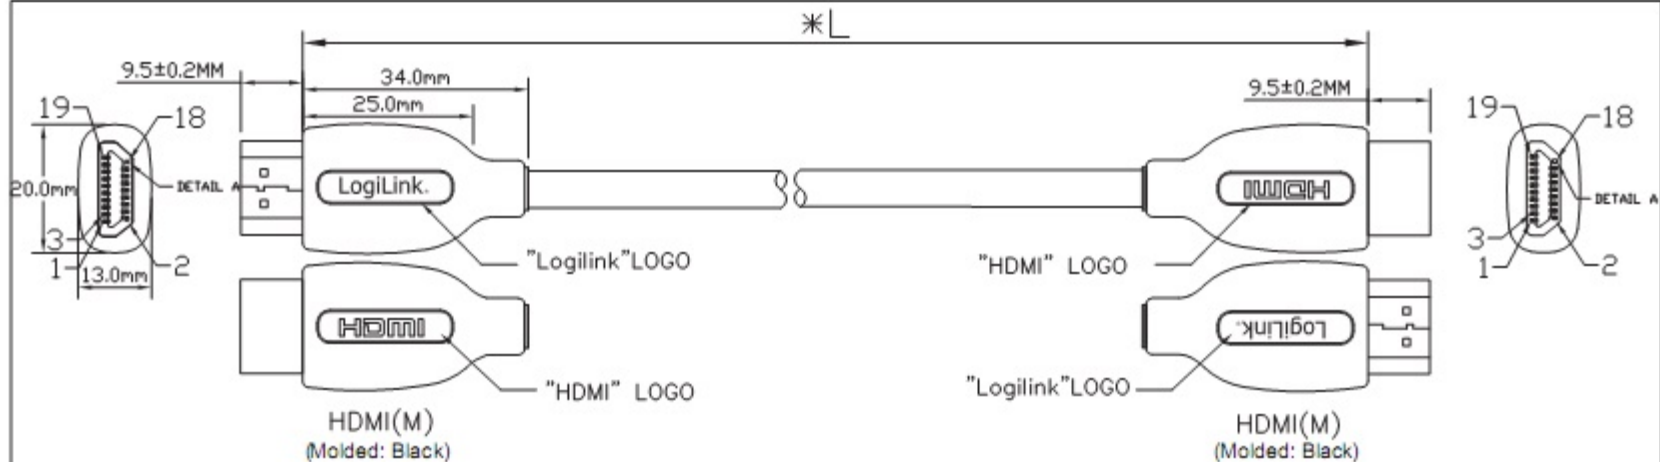 *L
9.5±0.2MM
34.0mm
9.5±0.2MM
25.0mm
19
18
19
18
20.0mm
DETAIL A
LogiLink.
HDMI
DETAIL A
3
3
1
13.0mm
2
"Logilink"LOGO
"HDMI" LOGO
1
2
HDMI
LogiLink.
"HDMI" LOGO
"Logilink"LOGO
HDMI(M)
(Molded: Black)
HDMI(M)
(Molded: Black)